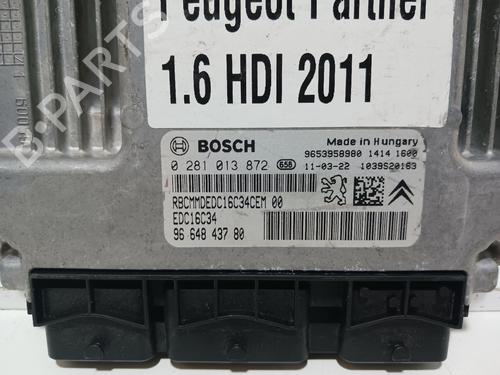 Peugeot Partner
1.6 HDI 2011
B-PARTS
BOSCH
Made in Hungary
0 281 013 872 656
9653958980 1414 1600
11-03-22 1039S20163
RBCMMDEDC16C34CEM 00
EDC16C34
96 648 437 80